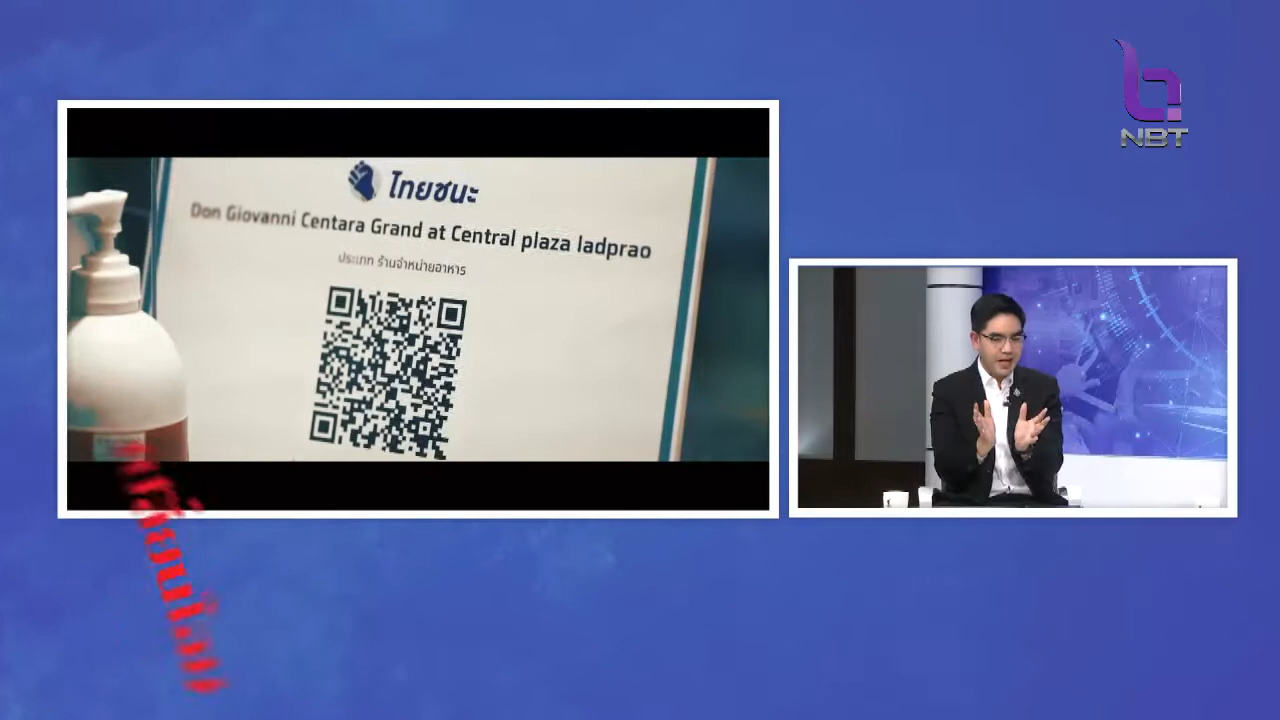 NBT
ไทยชนะ
Don Giovanni Centara Grand at Central plaza ladprao
ประเภท ร้านจำหน่ายอาหาร